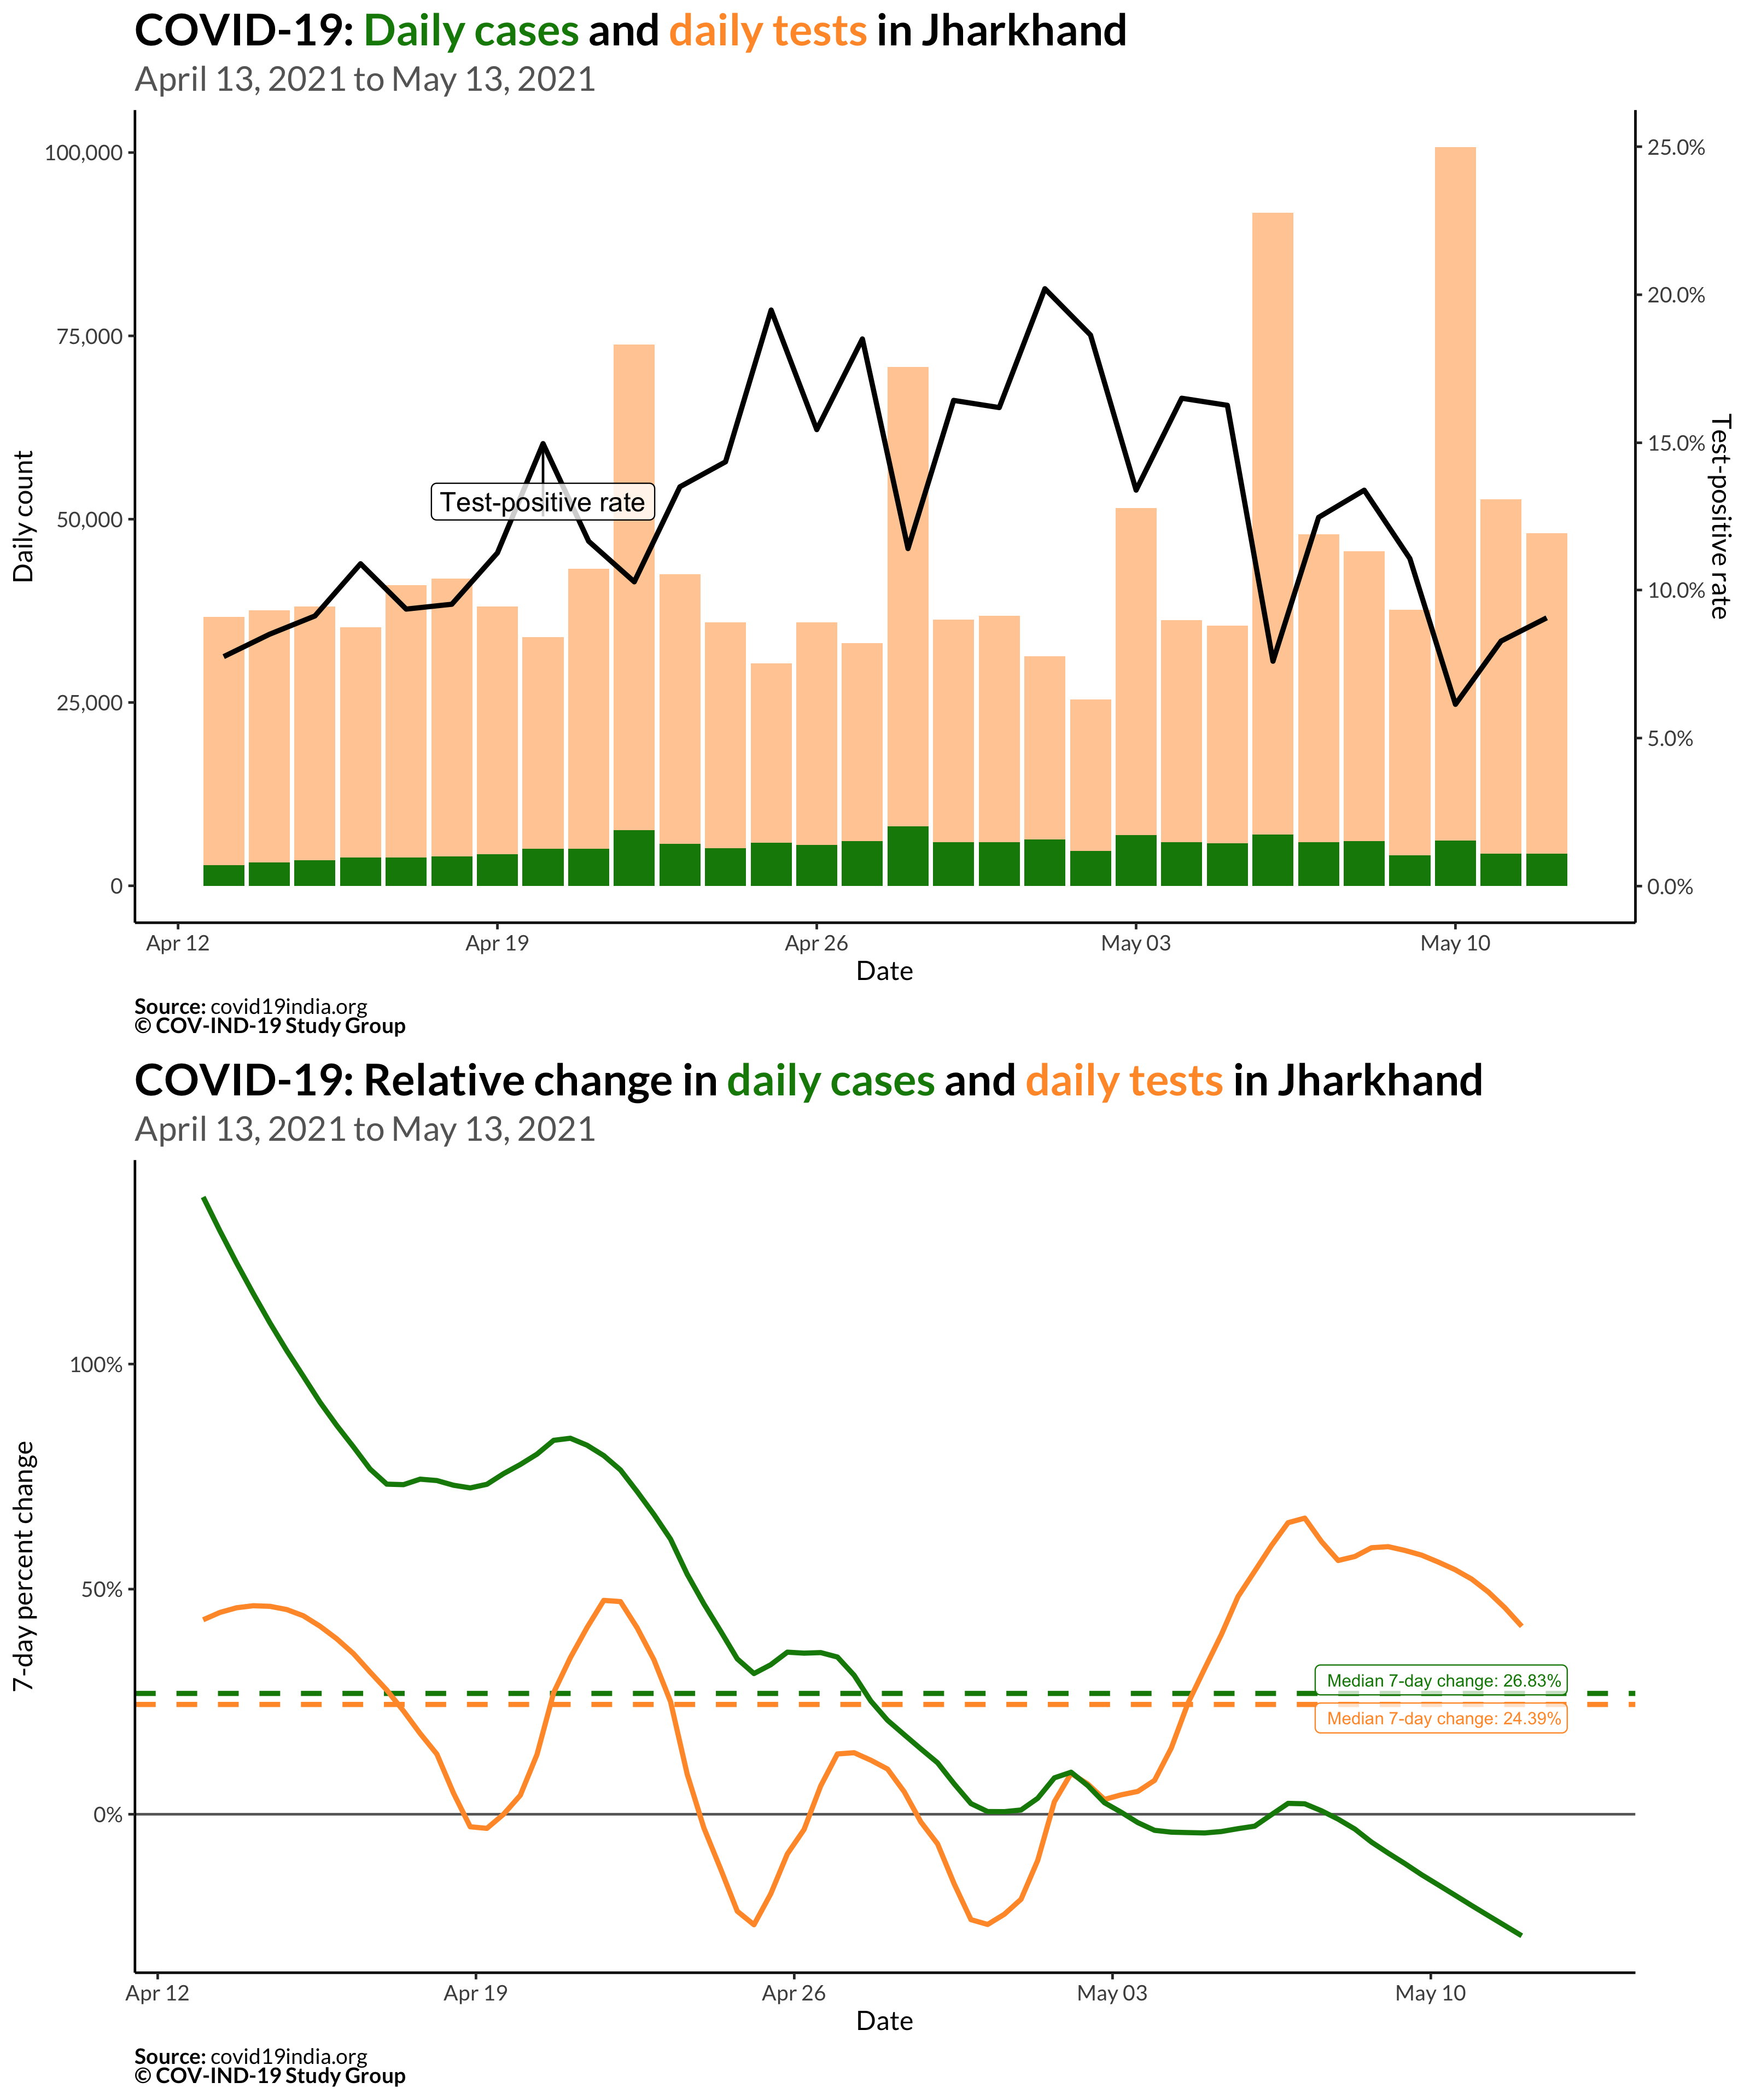 COVID-19: Daily cases and daily tests in Jharkhand
April 13, 2021 to May 13, 2021
100,000
75,000
50,000
25,000
0
Daily count
Test-positive rate
25.0%
20.0%
15.0%
10.0%
5.0%
0.0%
Test-positive rate
Apr 12
Apr 19
Apr 26
May 03
May 10
Date
Source: covid19india.org
© COV-IND-19 Study Group
COVID-19: Relative change in daily cases and daily tests in Jharkhand
April 13, 2021 to May 13, 2021
100%
50%
0%
7-day percent change
Median 7-day change: 26.83%
Median 7-day change: 24.39%
Apr 12
Apr 19
Apr 26
May 03
May 10
Date
Source: covid19india.org
© COV-IND-19 Study Group